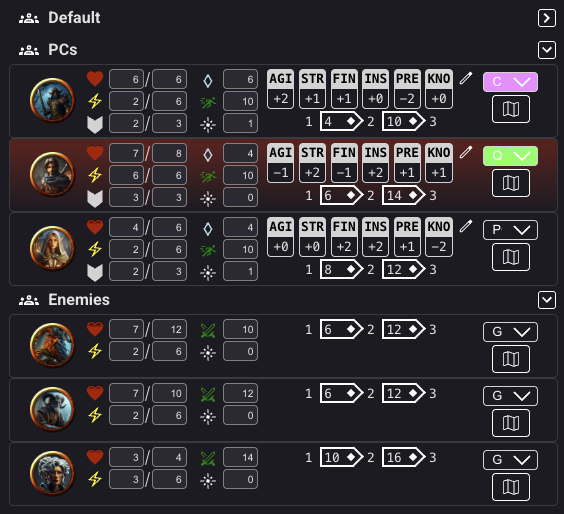 Default
PCs
6 / 6 6 AGI STR FIN INS PRE KNO C
2 / 6 10 +2 +1 +1 +0 −2 +0
2 / 3 1 1 4 2 10 3
7 / 8 4 AGI STR FIN INS PRE KNO Q
6 / 6 10 −1 +2 −1 +2 +1 +1
3 / 3 0 1 6 2 14 3
4 / 6 4 AGI STR FIN INS PRE KNO P
2 / 6 10 +0 +0 +2 +2 +1 −2
2 / 3 1 1 8 2 12 3
Enemies
7 / 12 10 1 6 2 12 3 G
2 / 6 0
7 / 10 12 1 6 2 12 3 G
2 / 6 0
3 / 4 14 1 10 2 16 3 G
3 / 6 0